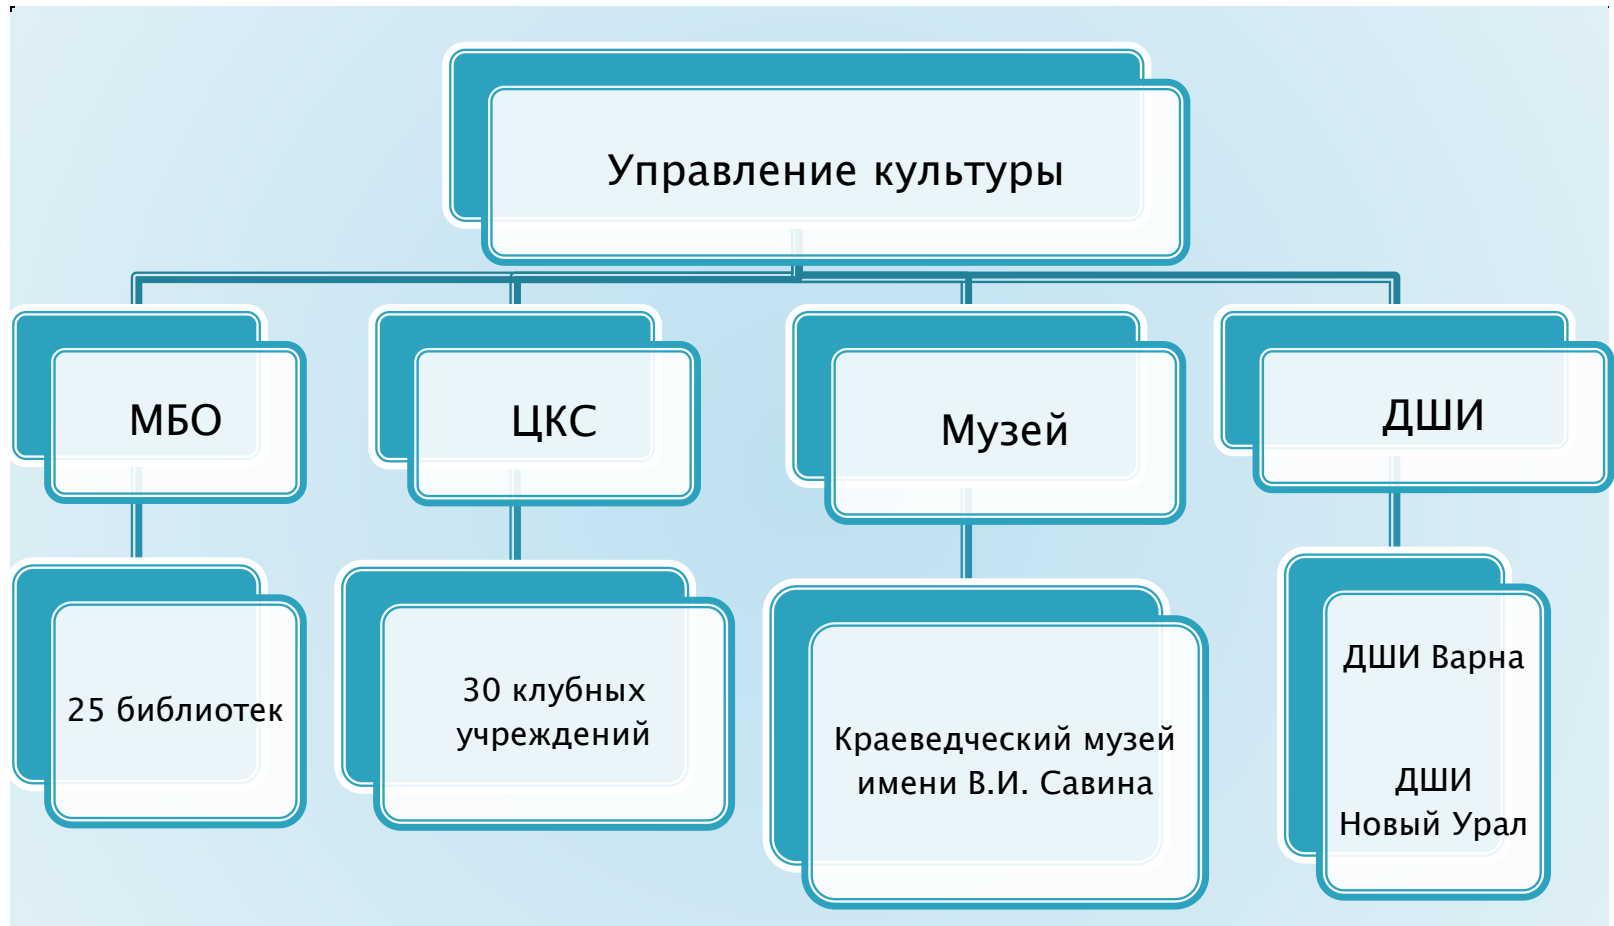 Управление культуры
МБО
ЦКС
Музей
ДШИ
25 библиотек
30 клубных
учреждений
Краеведческий музей
имени В.И. Савина
ДШИ Варна
ДШИ
Новый Урал